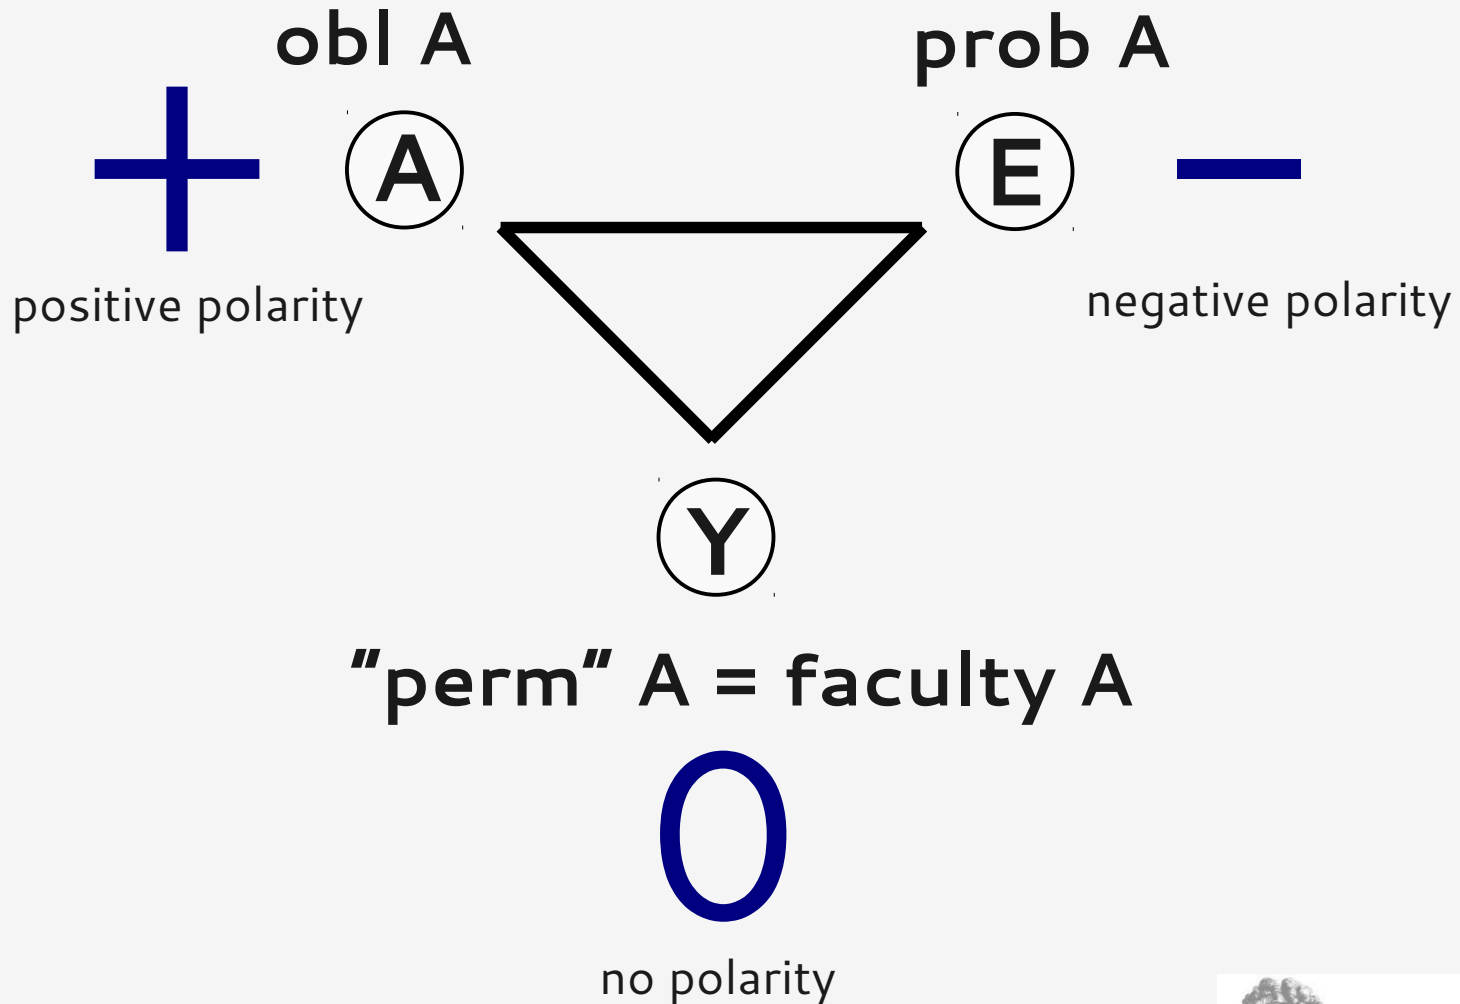 obl A
prob A
+ A E −
positive polarity
negative polarity
Y
"perm" A = faculty A
0
no polarity